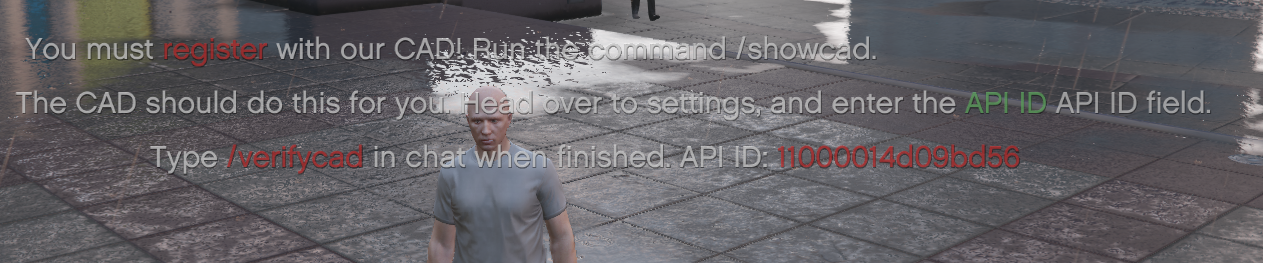 You must register with our CAD! Run the command /showcad.
The CAD should do this for you. Head over to settings, and enter the API ID API ID field.
Type /verifycad in chat when finished. API ID: 11000014d09bd56